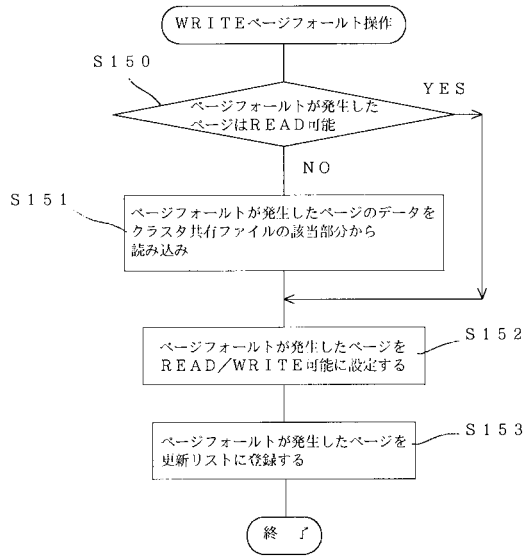 WRITEページフォールト操作
S150
ページフォールトが発生した
ページはREAD可能
YES
NO
S151
ページフォールトが発生したページのデータを
クラスタ共有ファイルの該当部分から
読み込み
ページフォールトが発生したページを
READ/WRITE可能に設定する
S152
ページフォールトが発生したページを
更新リストに登録する
S153
終 了